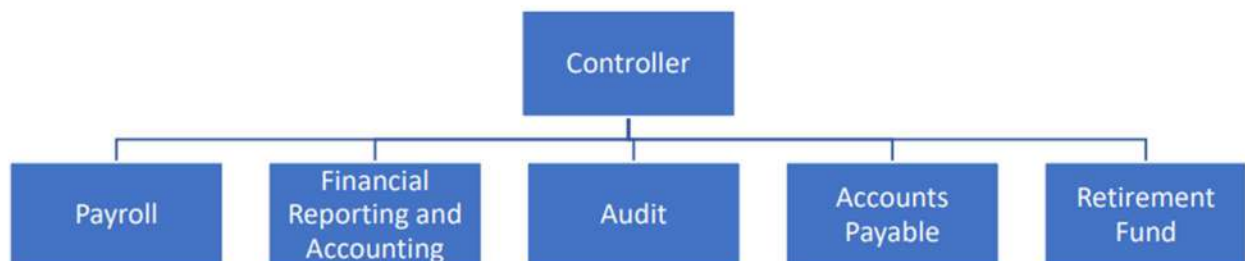 Controller
Payroll
Financial
Reporting and
Accounting
Audit
Accounts
Payable
Retirement
Fund